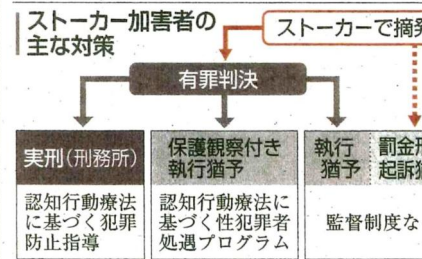 ストーカー加害者の
主な対策
ストーカーで摘発
有罪判決
実刑(刑務所)
保護観察付き
執行猶予
執行
猶予
罰金刑
起訴猶
認知行動療法
に基づく犯罪
防止指導
認知行動療法に
基づく性犯罪者
処遇プログラム
監督制度な